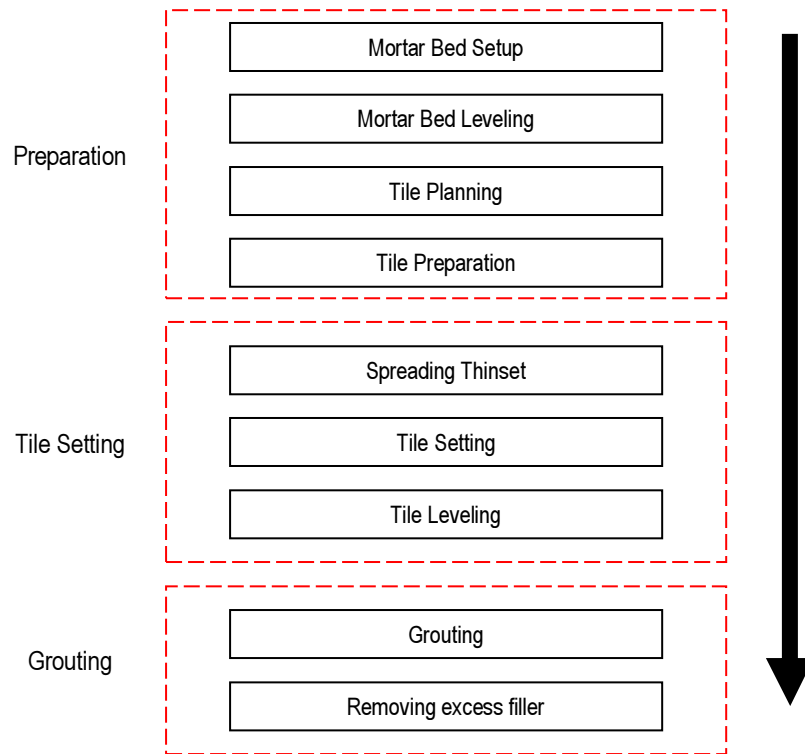 Preparation
Mortar Bed Setup
Mortar Bed Leveling
Tile Planning
Tile Preparation
Tile Setting
Spreading Thinset
Tile Setting
Tile Leveling
Grouting
Grouting
Removing excess filler